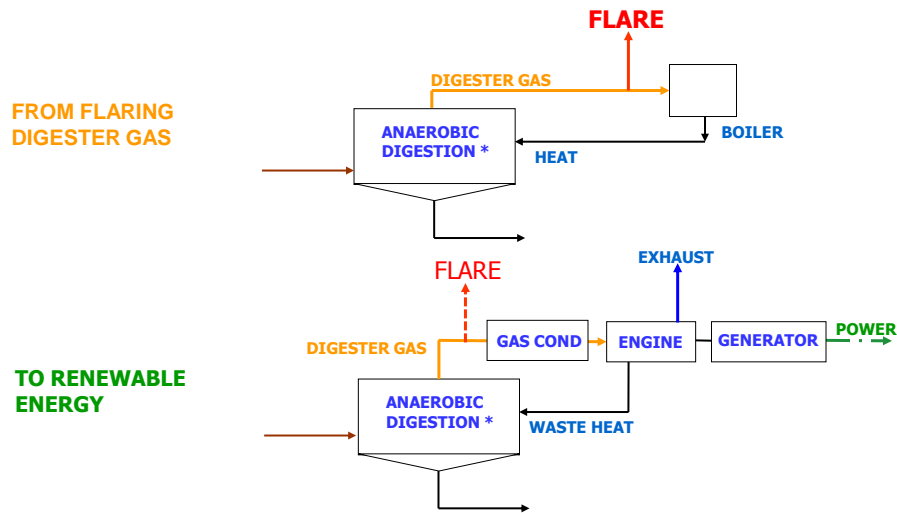 FLARE
DIGESTER GAS
FROM FLARING
DIGESTER GAS
ANAEROBIC
DIGESTION *
BOILER
HEAT
EXHAUST
FLARE
POWER
GAS COND
ENGINE
GENERATOR
DIGESTER GAS
TO RENEWABLE
ENERGY
ANAEROBIC
DIGESTION *
WASTE HEAT